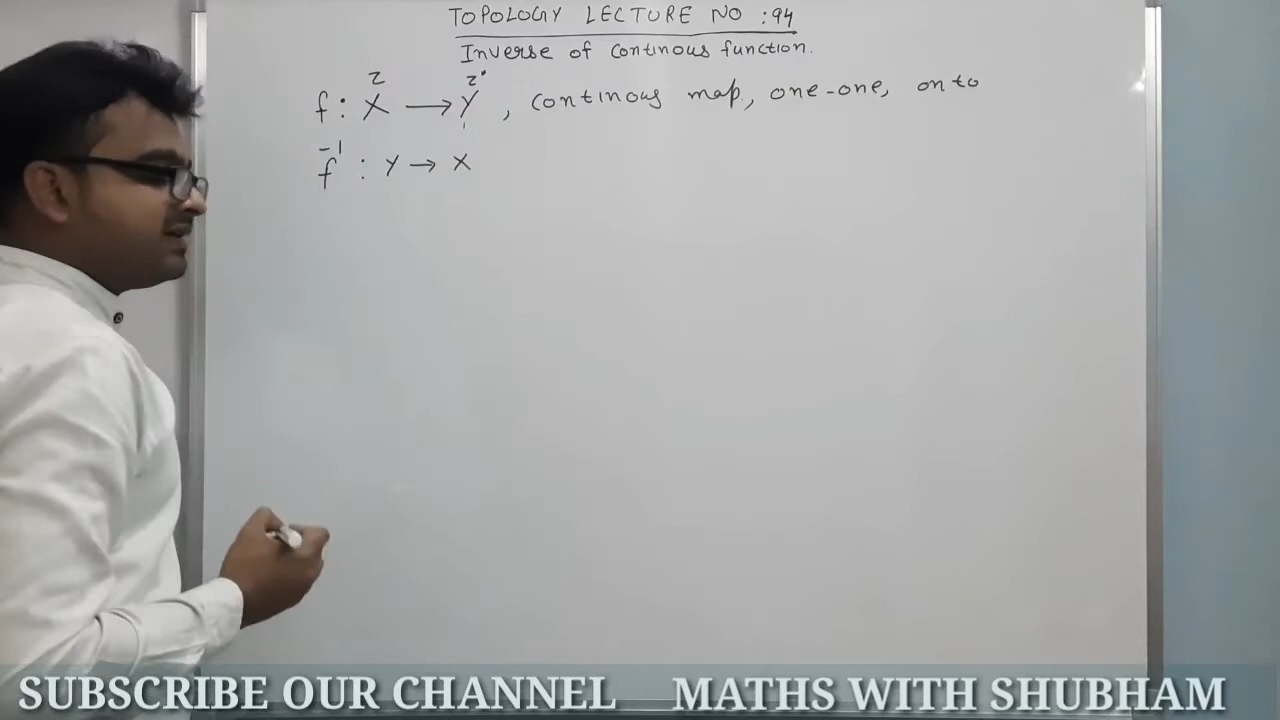 TOPOLOGY LECTURE NO :94
Inverse of continous function.
τ τ*
f : X → Y , continous map, one-one, onto
f⁻¹ : Y → X
SUBSCRIBE OUR CHANNEL MATHS WITH SHUBHAM